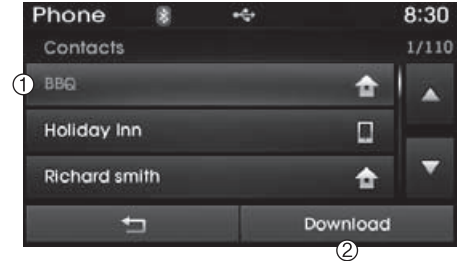 Phone 8:30
Contacts 1/110
① BBQ
Holiday Inn
Richard smith
Download
②